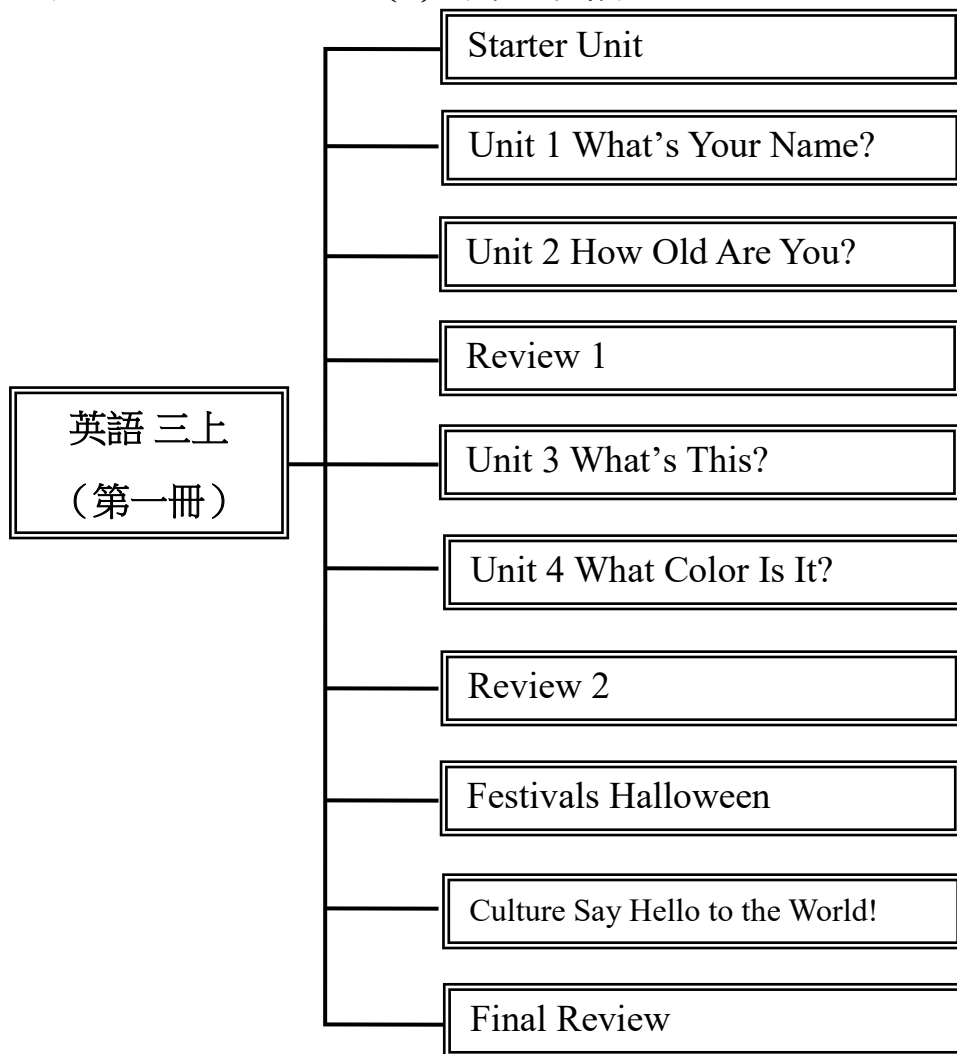 Starter Unit
Unit 1 What’s Your Name?
Unit 2 How Old Are You?
Review 1
英語 三上
（第一冊）
Unit 3 What’s This?
Unit 4 What Color Is It?
Review 2
Festivals Halloween
Culture Say Hello to the World!
Final Review